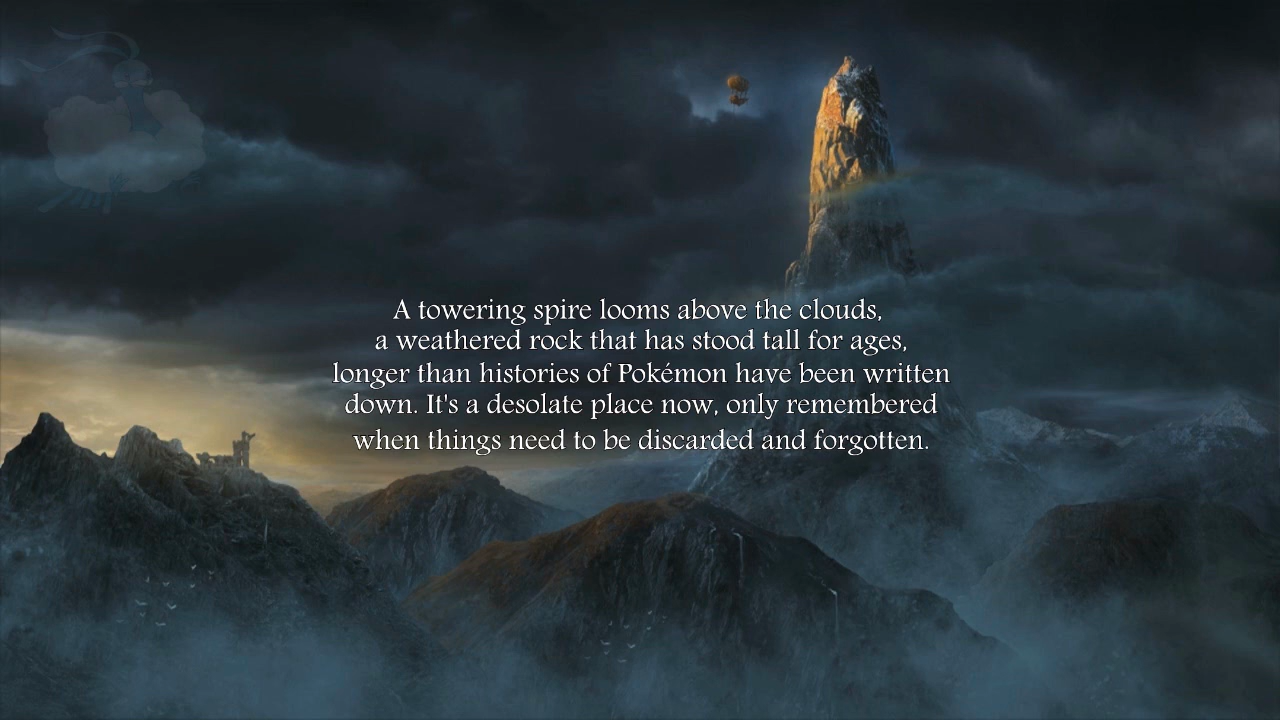 A towering spire looms above the clouds,
a weathered rock that has stood tall for ages,
longer than histories of Pokémon have been written
down. It's a desolate place now, only remembered
when things need to be discarded and forgotten.